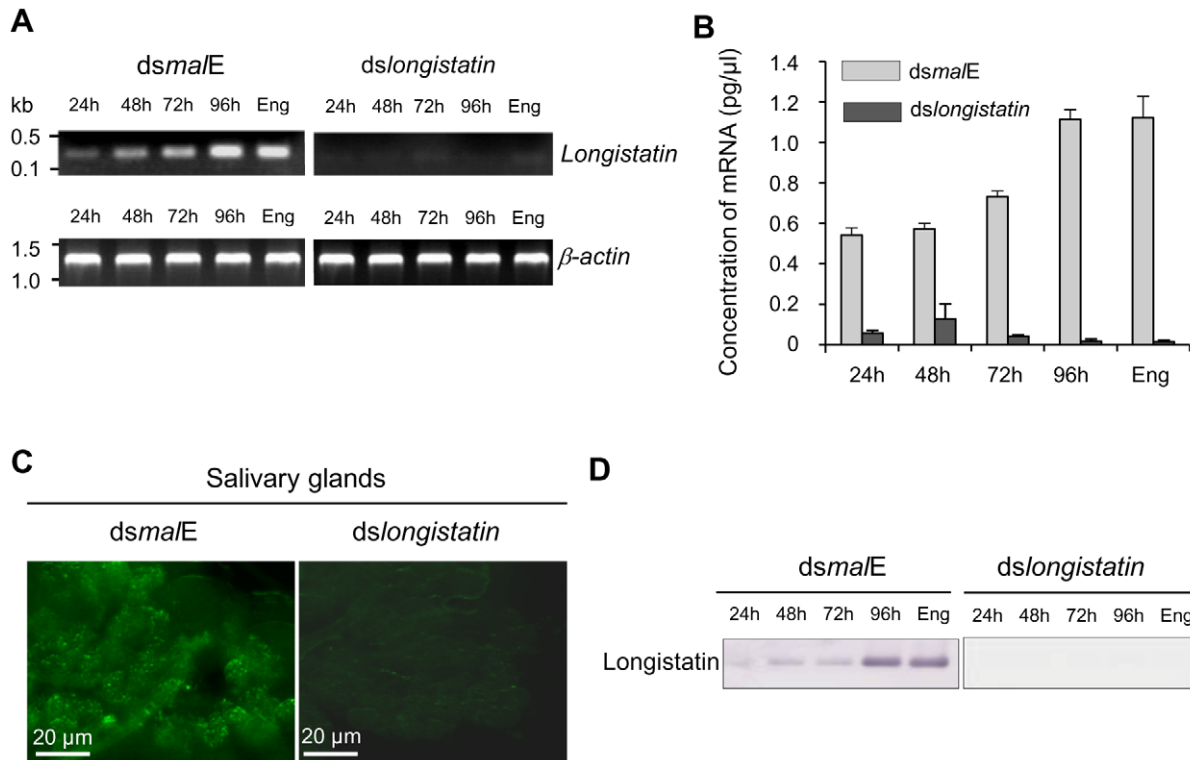 A
dsmalE dslongistatin
kb 24h 48h 72h 96h Eng 24h 48h 72h 96h Eng
0.5
0.1
Longistatin
24h 48h 72h 96h Eng 24h 48h 72h 96h Eng
1.5
1.0
β-actin
B
Concentration of mRNA (pg/µl)
1.4
1.2
1.0
0.8
0.6
0.4
0.2
0
dsmalE
dslongistatin
24h 48h 72h 96h Eng
C
Salivary glands
dsmalE dslongistatin
20 µm 20 µm
D
dsmalE dslongistatin
24h 48h 72h 96h Eng 24h 48h 72h 96h Eng
Longistatin